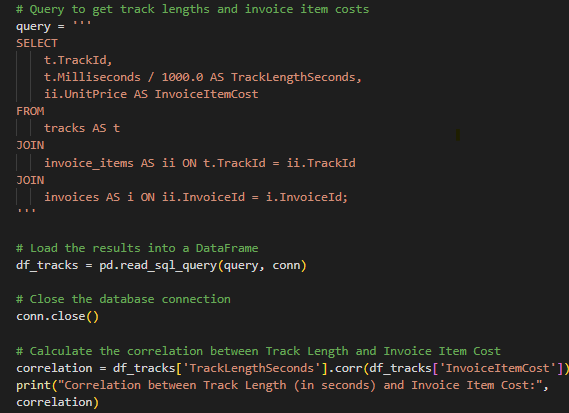 # Query to get track lengths and invoice item costs
query = '''
SELECT
    t.TrackId,
    t.Milliseconds / 1000.0 AS TrackLengthSeconds,
    ii.UnitPrice AS InvoiceItemCost
FROM
    tracks AS t
JOIN
    invoice_items AS ii ON t.TrackId = ii.TrackId
JOIN
    invoices AS i ON ii.InvoiceId = i.InvoiceId;
'''
# Load the results into a DataFrame
df_tracks = pd.read_sql_query(query, conn)
# Close the database connection
conn.close()
# Calculate the correlation between Track Length and Invoice Item Cost
correlation = df_tracks['TrackLengthSeconds'].corr(df_tracks['InvoiceItemCost'])
print("Correlation between Track Length (in seconds) and Invoice Item Cost:",
correlation)